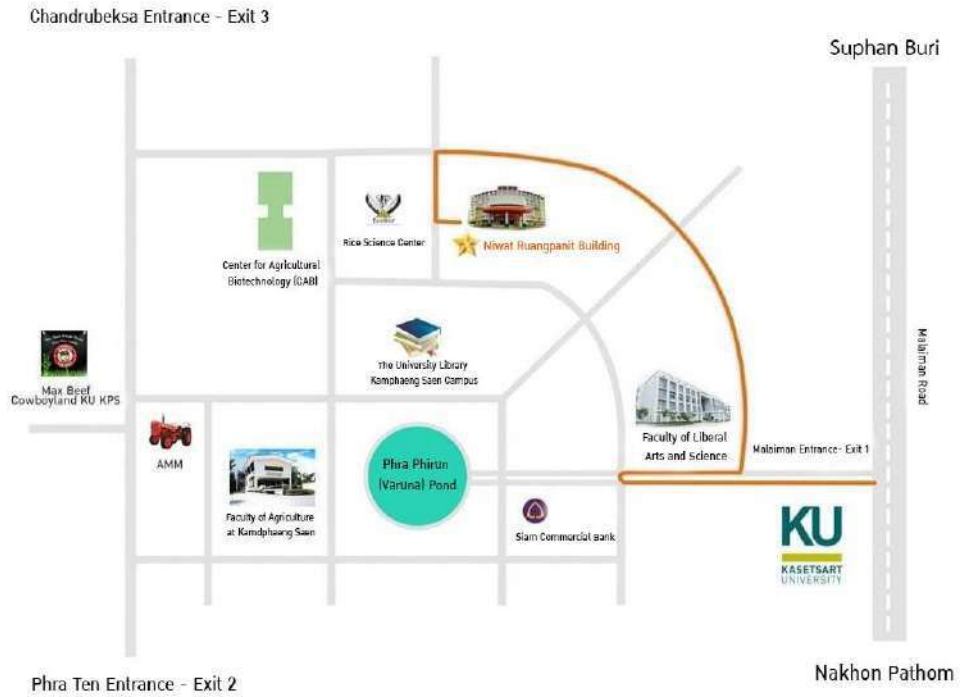 Chandrubeksa Entrance - Exit 3
Suphan Buri
Rice Science Center
Niwat Ruangpanit Building
Center for Agricultural
Biotechnology (CAB)
The University Library
Kamphaeng Saen Campus
Malaiman Road
Max Beef
Cowboyland KU KPS
AMM
Faculty of Agriculture
at Kamdphaeng Saen
Phra Phirun
(Varuna) Pond
Siam Commercial Bank
Faculty of Liberal
Arts and Science
Malaiman Entrance- Exit 1
KU
KASETSART
UNIVERSITY
Phra Ten Entrance - Exit 2
Nakhon Pathom